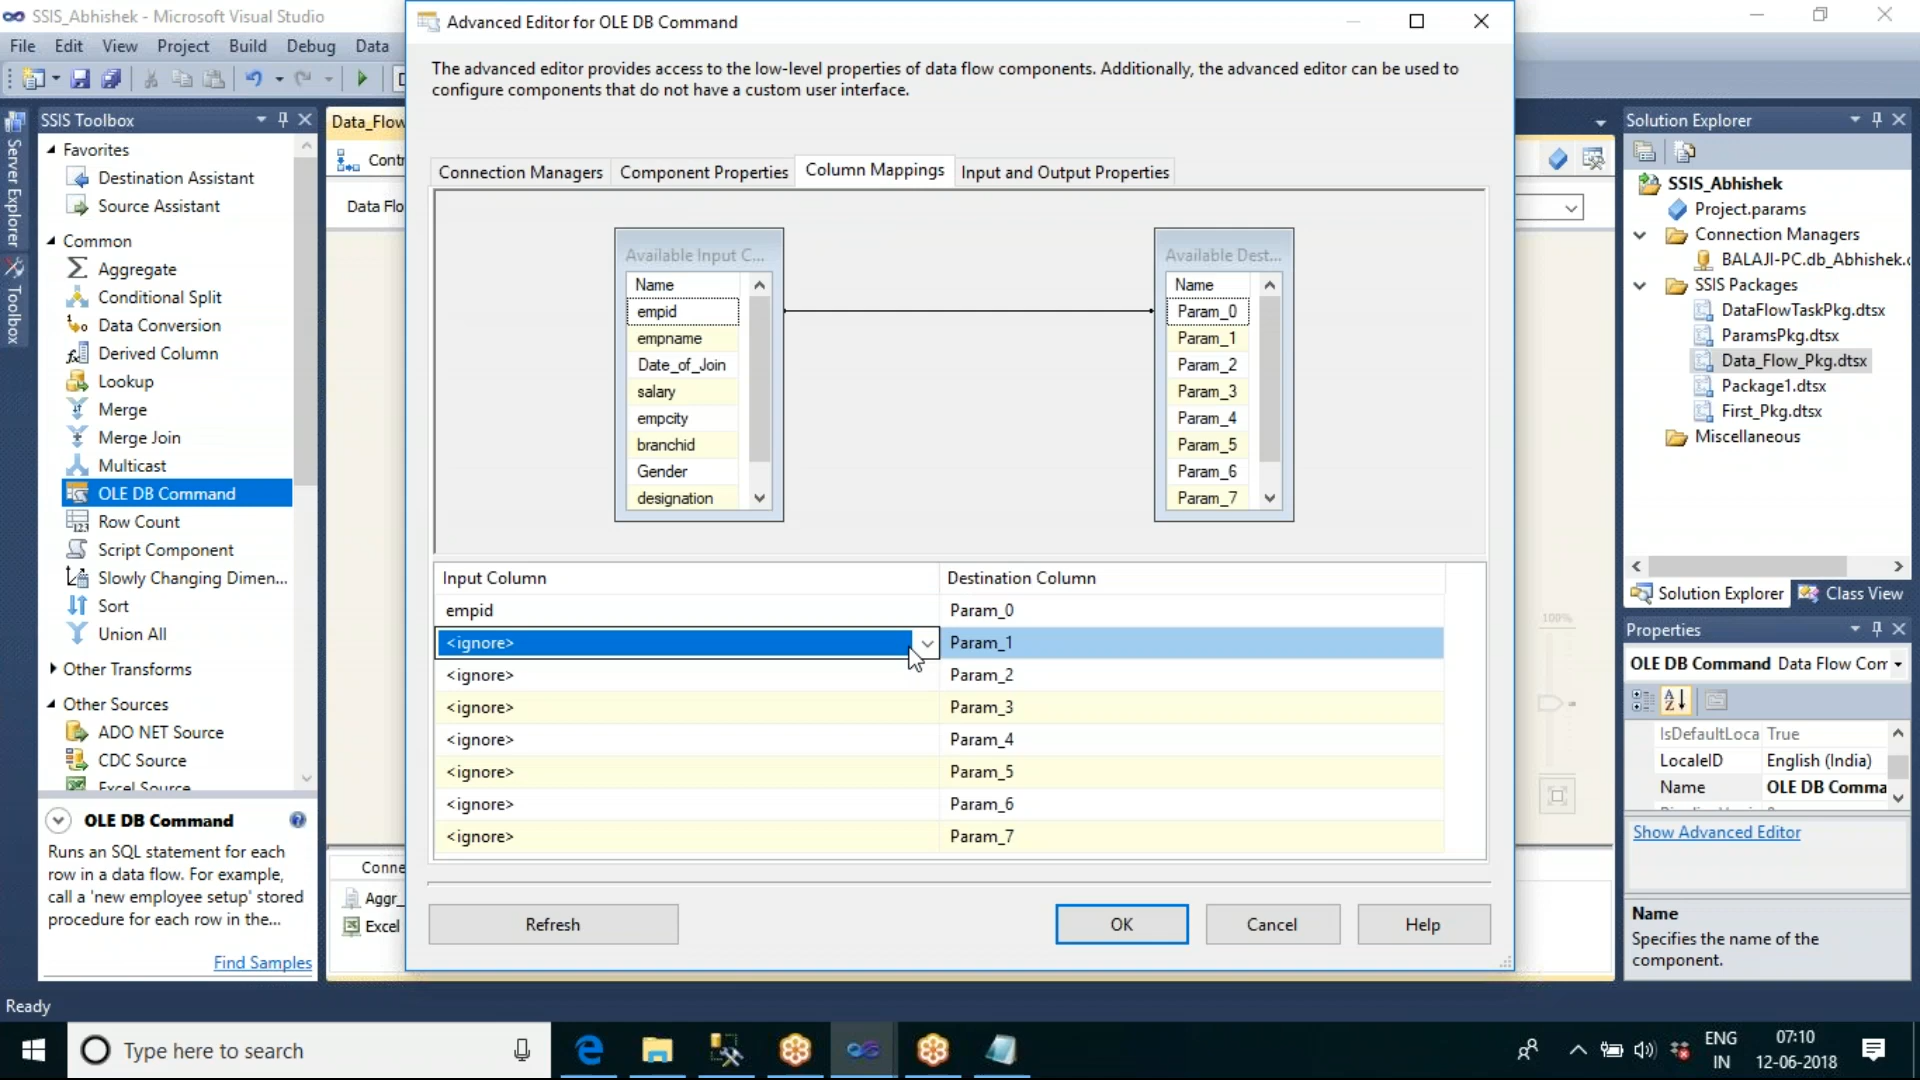 SSIS_Abhishek - Microsoft Visual Studio
File Edit View Project Build Debug Data
Advanced Editor for OLE DB Command
The advanced editor provides access to the low-level properties of data flow components. Additionally, the advanced editor can be used to
configure components that do not have a custom user interface.
Connection Managers Component Properties Column Mappings Input and Output Properties
Available Input C...
Name
empid
empname
Date_of_Join
salary
empcity
branchid
Gender
designation
Available Dest...
Name
Param_0
Param_1
Param_2
Param_3
Param_4
Param_5
Param_6
Param_7
Input Column Destination Column
empid Param_0
<ignore> Param_1
<ignore> Param_2
<ignore> Param_3
<ignore> Param_4
<ignore> Param_5
<ignore> Param_6
<ignore> Param_7
Refresh OK Cancel Help
Server Explorer
Toolbox
SSIS Toolbox
Favorites
Destination Assistant
Source Assistant
Common
Aggregate
Conditional Split
Data Conversion
Derived Column
Lookup
Merge
Merge Join
Multicast
OLE DB Command
Row Count
Script Component
Slowly Changing Dimen...
Sort
Union All
Other Transforms
Other Sources
ADO NET Source
CDC Source
Excel Source
OLE DB Command
Runs an SQL statement for each
row in a data flow. For example,
call a 'new employee setup' stored
procedure for each row in the...
Find Samples
Data_Flow
Contr
Data Flo
Conne
Aggr_
Excel
100%
Solution Explorer
SSIS_Abhishek
Project.params
Connection Managers
BALAJI-PC.db_Abhishek.c
SSIS Packages
DataFlowTaskPkg.dtsx
ParamsPkg.dtsx
Data_Flow_Pkg.dtsx
Package1.dtsx
First_Pkg.dtsx
Miscellaneous
Solution Explorer Class View
Properties
OLE DB Command Data Flow Com
IsDefaultLoca True
LocaleID English (India)
Name OLE DB Comma
Show Advanced Editor
Name
Specifies the name of the
component.
Ready
Type here to search
ENG
IN
07:10
12-06-2018